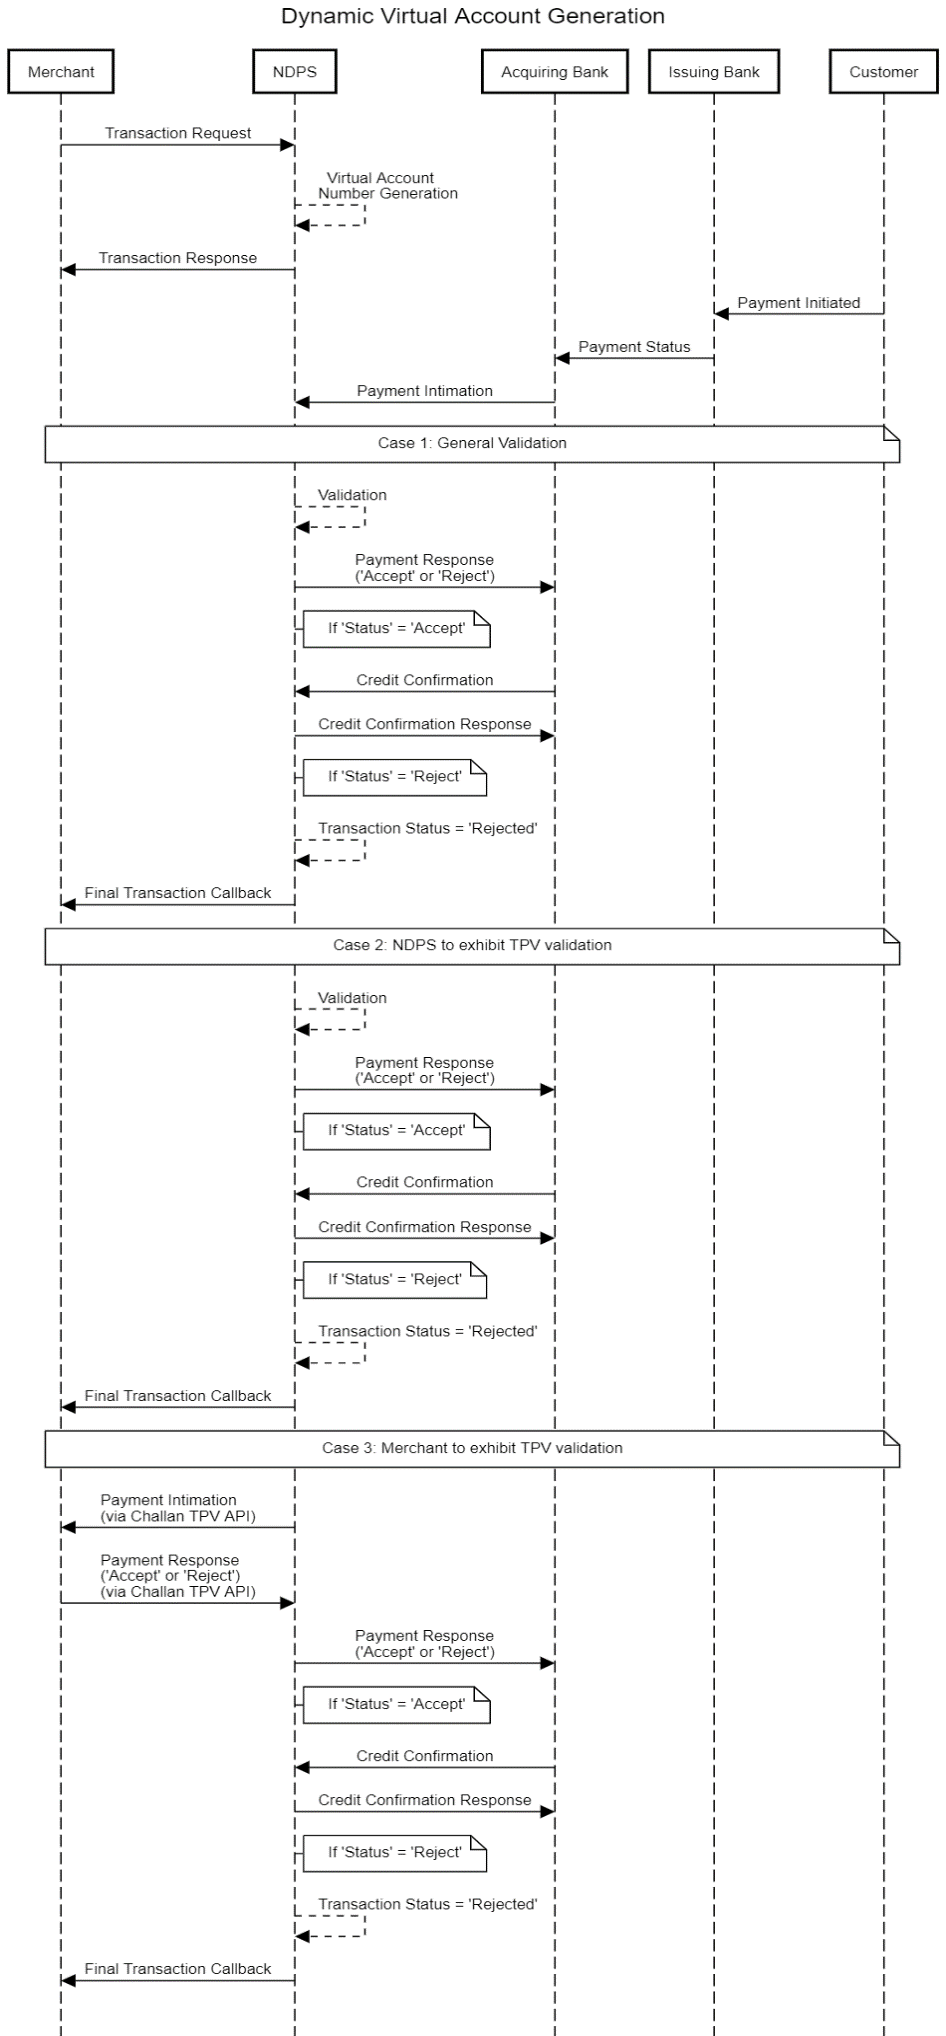 Dynamic Virtual Account Generation
Merchant
NDPS
Acquiring Bank
Issuing Bank
Customer
Transaction Request
Virtual Account
Number Generation
Transaction Response
Payment Initiated
Payment Status
Payment Intimation
Case 1: General Validation
Validation
Payment Response
('Accept' or 'Reject')
If 'Status' = 'Accept'
Credit Confirmation
Credit Confirmation Response
If 'Status' = 'Reject'
Transaction Status = 'Rejected'
Final Transaction Callback
Case 2: NDPS to exhibit TPV validation
Validation
Payment Response
('Accept' or 'Reject')
If 'Status' = 'Accept'
Credit Confirmation
Credit Confirmation Response
If 'Status' = 'Reject'
Transaction Status = 'Rejected'
Final Transaction Callback
Case 3: Merchant to exhibit TPV validation
Payment Intimation
(via Challan TPV API)
Payment Response
('Accept' or 'Reject')
(via Challan TPV API)
Payment Response
('Accept' or 'Reject')
If 'Status' = 'Accept'
Credit Confirmation
Credit Confirmation Response
If 'Status' = 'Reject'
Transaction Status = 'Rejected'
Final Transaction Callback